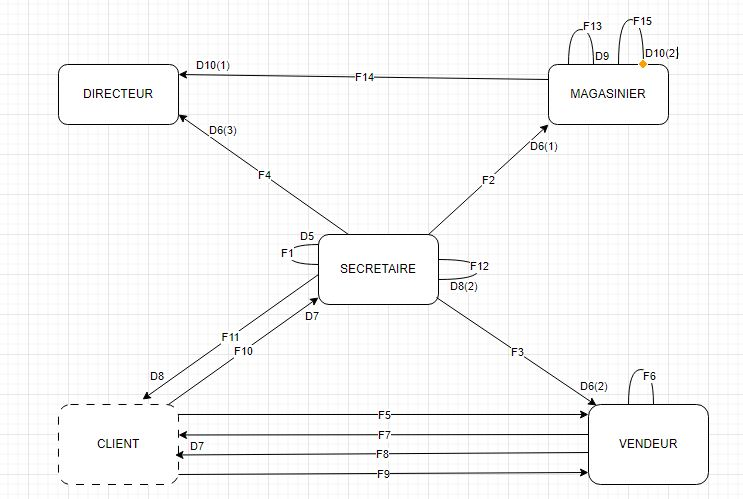 F13
F15
D9
D10(2)
D10(1)
F14
DIRECTEUR
MAGASINIER
D6(3)
D6(1)
F4
F2
D5
F1
SECRETAIRE
F12
D8(2)
D7
F11
F10
F3
D8
D6(2)
F6
F5
CLIENT
F7
VENDEUR
D7
F8
F9